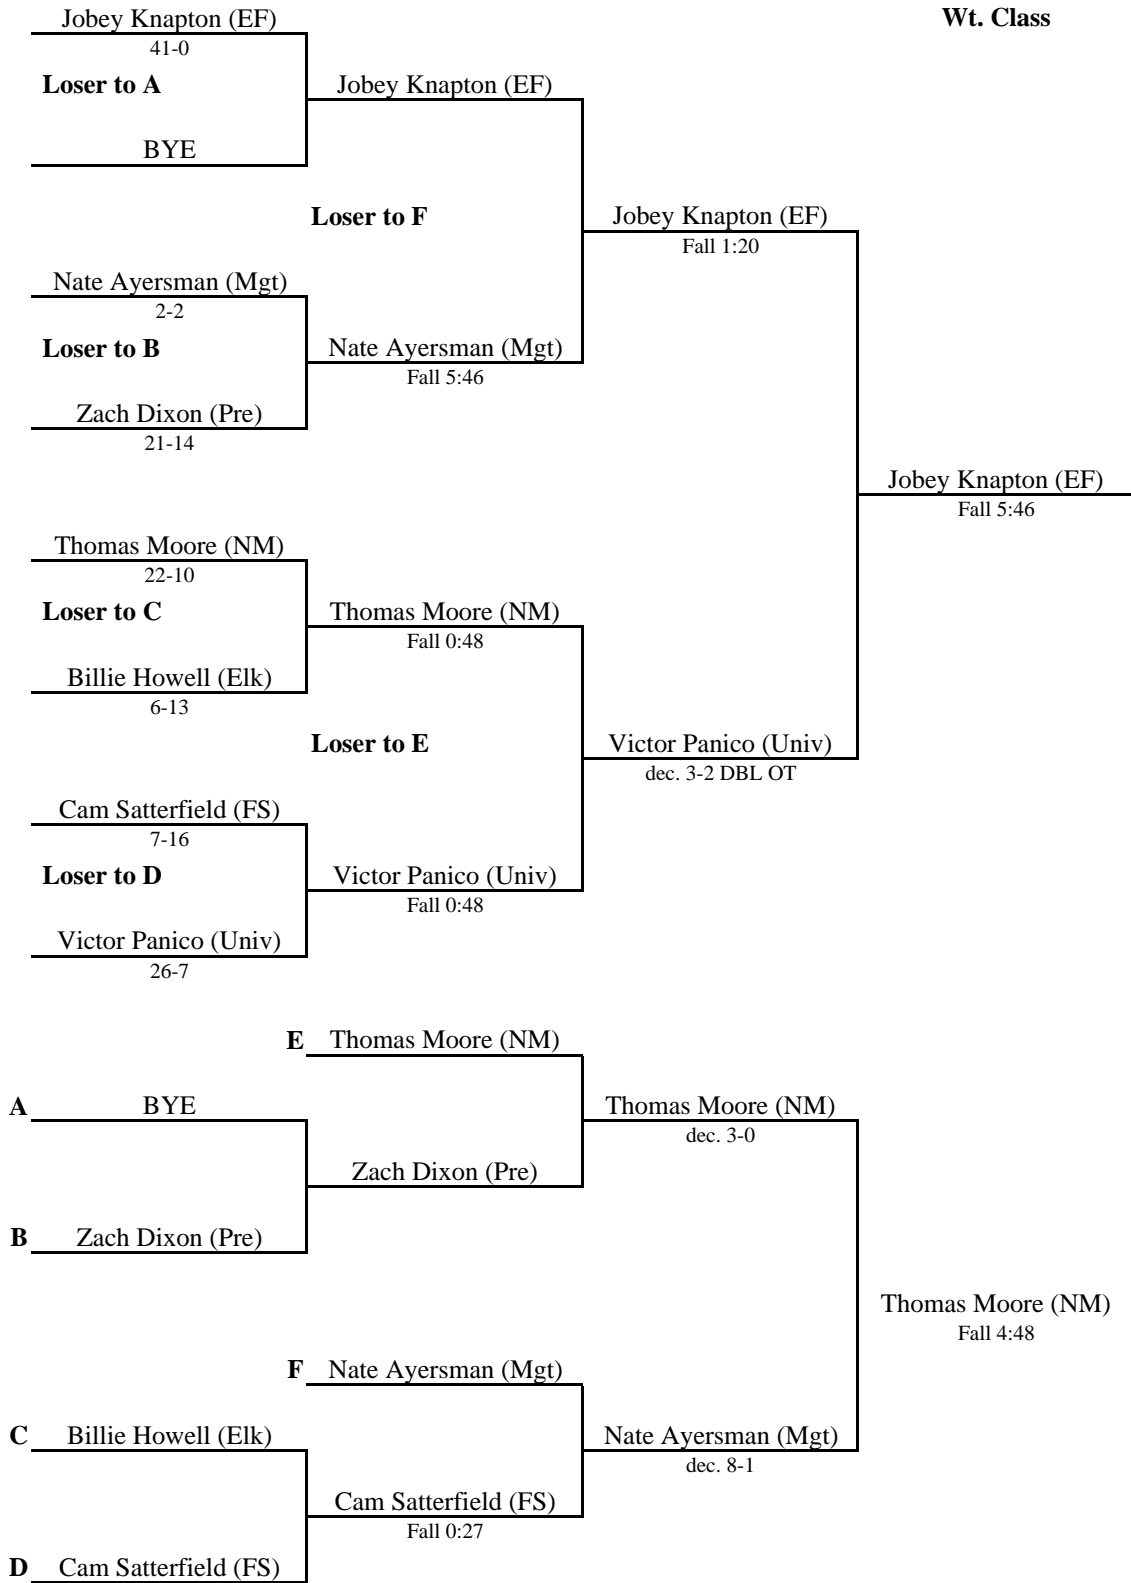 Jobey Knapton (EF)
Wt. Class
41-0
Loser to A
Jobey Knapton (EF)
BYE
Loser to F
Jobey Knapton (EF)
Fall 1:20
Nate Ayersman (Mgt)
2-2
Loser to B
Nate Ayersman (Mgt)
Fall 5:46
Zach Dixon (Pre)
21-14
Jobey Knapton (EF)
Fall 5:46
Thomas Moore (NM)
22-10
Loser to C
Thomas Moore (NM)
Fall 0:48
Billie Howell (Elk)
6-13
Loser to E
Victor Panico (Univ)
dec. 3-2 DBL OT
Cam Satterfield (FS)
7-16
Loser to D
Victor Panico (Univ)
Fall 0:48
Victor Panico (Univ)
26-7
E Thomas Moore (NM)
A BYE
Thomas Moore (NM)
dec. 3-0
Zach Dixon (Pre)
B Zach Dixon (Pre)
Thomas Moore (NM)
Fall 4:48
F Nate Ayersman (Mgt)
C Billie Howell (Elk)
Nate Ayersman (Mgt)
dec. 8-1
Cam Satterfield (FS)
Fall 0:27
D Cam Satterfield (FS)